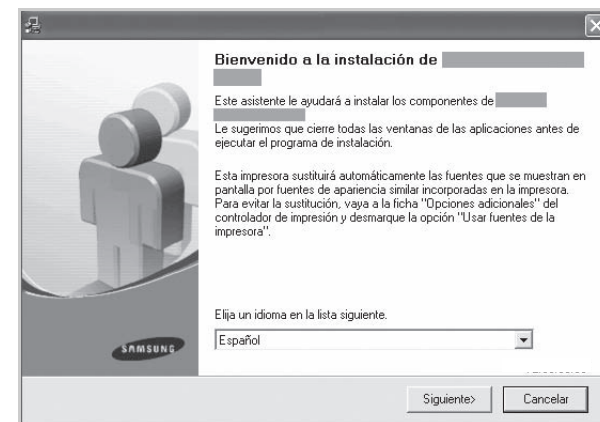 Bienvenido a la instalación de
Este asistente le ayudará a instalar los componentes de
Le sugerimos que cierre todas las ventanas de las aplicaciones antes de
ejecutar el programa de instalación.
Esta impresora sustituirá automáticamente las fuentes que se muestran en
pantalla por fuentes de apariencia similar incorporadas en la impresora.
Para evitar la sustitución, vaya a la ficha "Opciones adicionales" del
controlador de impresión y desmarque la opción "Usar fuentes de la
impresora".
Elija un idioma en la lista siguiente.
Español
SAMSUNG
Siguiente>
Cancelar